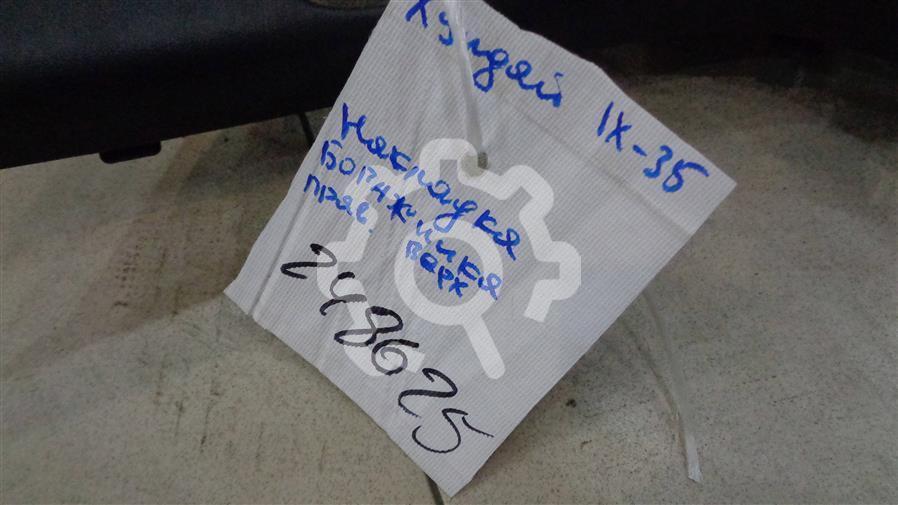 Хундай IX-35
Накладка
Багажника
прав. верх
248625